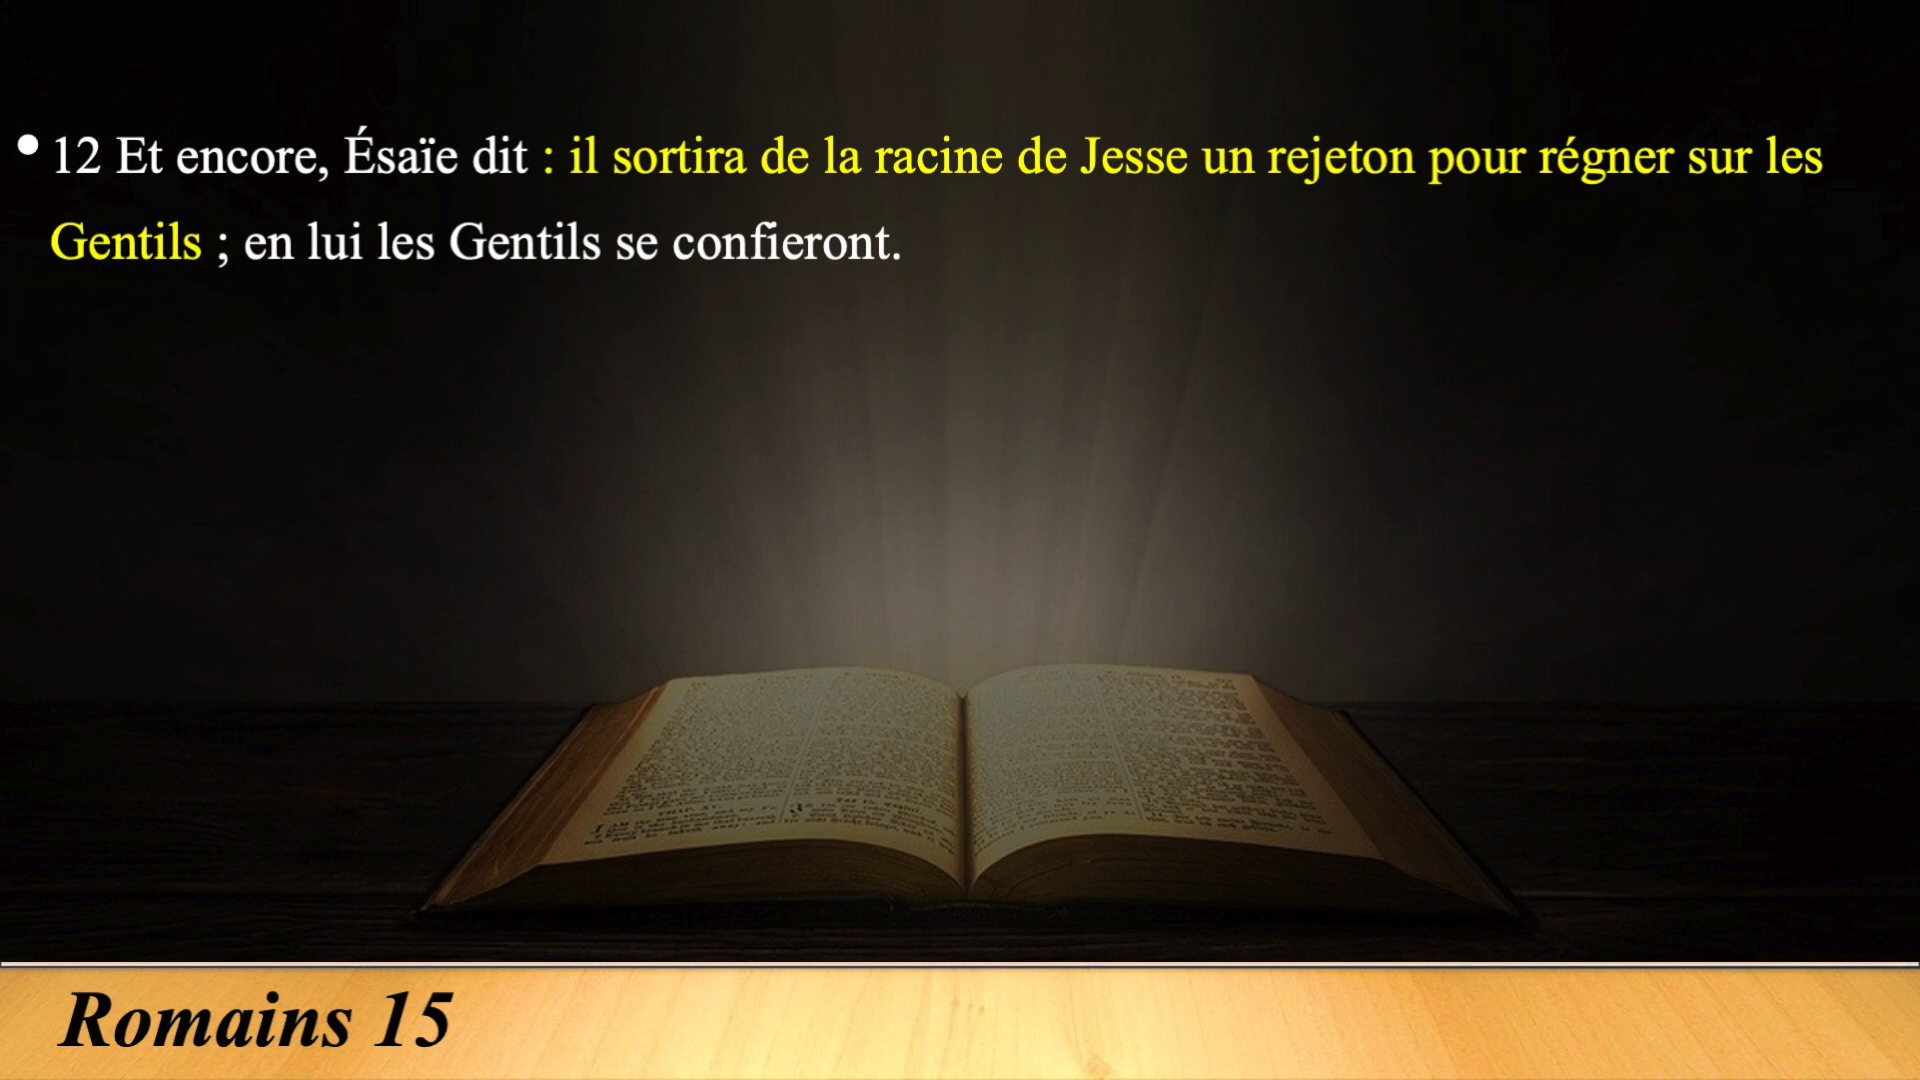 • 12 Et encore, Ésaïe dit : il sortira de la racine de Jesse un rejeton pour régner sur les
Gentils ; en lui les Gentils se confieront.
Romains 15